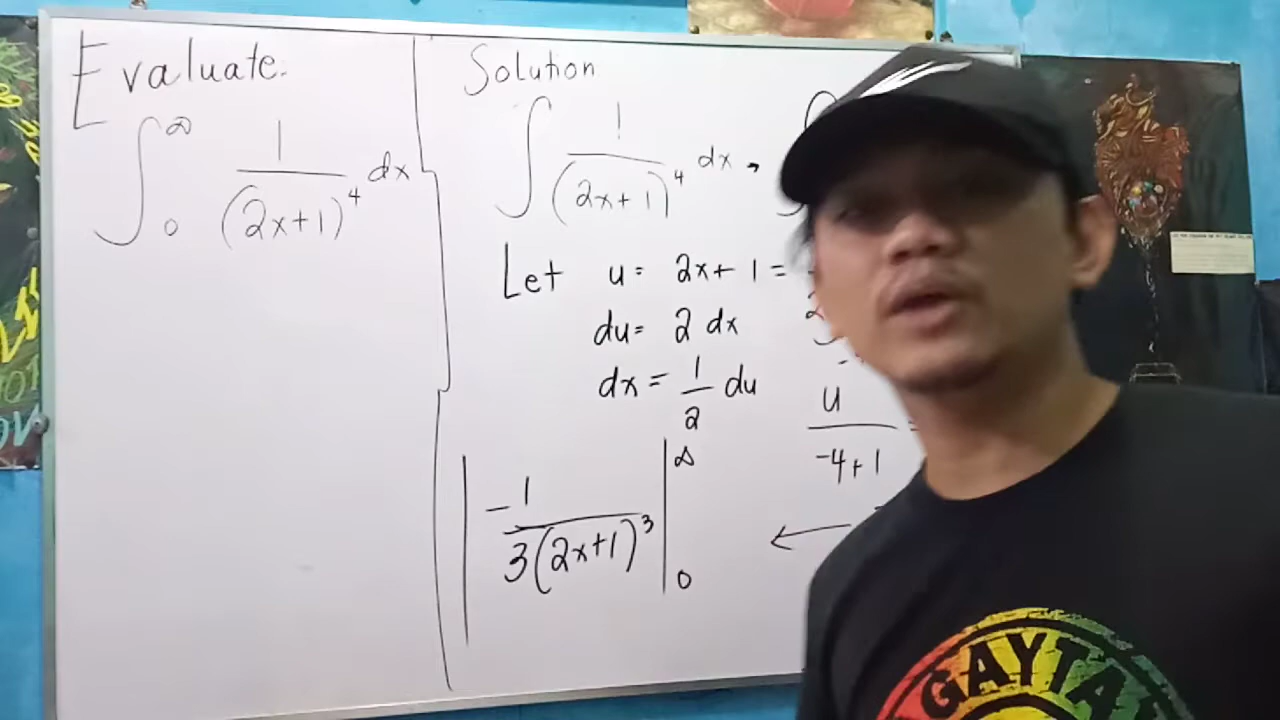 Evaluate.
∫₀^∞ 1/(2x+1)⁴ dx
Solution
∫ 1/(2x+1)⁴ dx
Let u = 2x+1 =
du = 2 dx
dx = 1/2 du
u
-4+1
-1/3(2x+1)³ |₀^∞
GAYTA